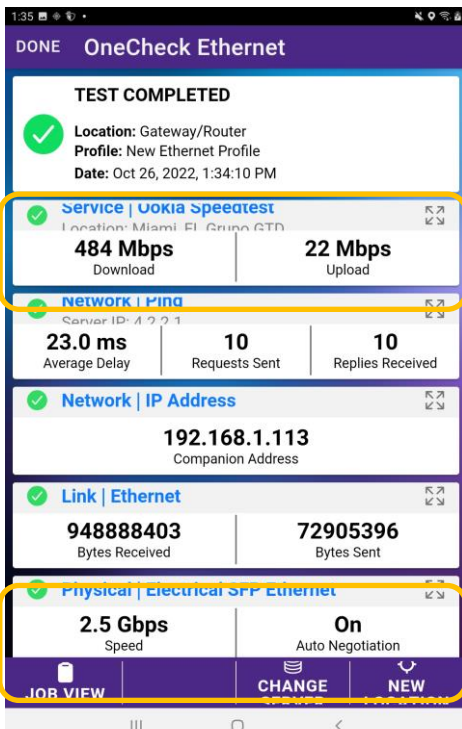 1:35
DONE OneCheck Ethernet
TEST COMPLETED
Location: Gateway/Router
Profile: New Ethernet Profile
Date: Oct 26, 2022, 1:34:10 PM
Service | Ookla Speedtest
Location: Miami, FL Grupo GTD
484 Mbps 22 Mbps
Download Upload
Network | Ping
Server IP: 4.2.2.1
23.0 ms 10 10
Average Delay Requests Sent Replies Received
Network | IP Address
192.168.1.113
Companion Address
Link | Ethernet
948888403 72905396
Bytes Received Bytes Sent
Physical | Electrical SFP Ethernet
2.5 Gbps On
Speed Auto Negotiation
JOB VIEW CHANGE SERVER NEW LOCATION